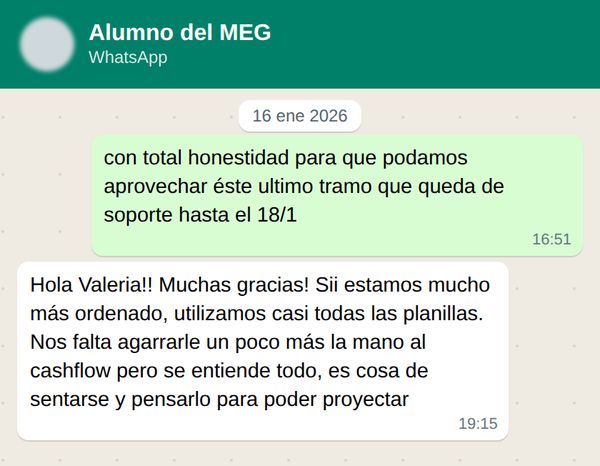 Alumno del MEG
WhatsApp
16 ene 2026
con total honestidad para que podamos
aprovechar éste ultimo tramo que queda de
soporte hasta el 18/1
16:51
Hola Valeria!! Muchas gracias! Sii estamos mucho
más ordenado, utilizamos casi todas las planillas.
Nos falta agarrarle un poco más la mano al
cashflow pero se entiende todo, es cosa de
sentarse y pensarlo para poder proyectar
19:15